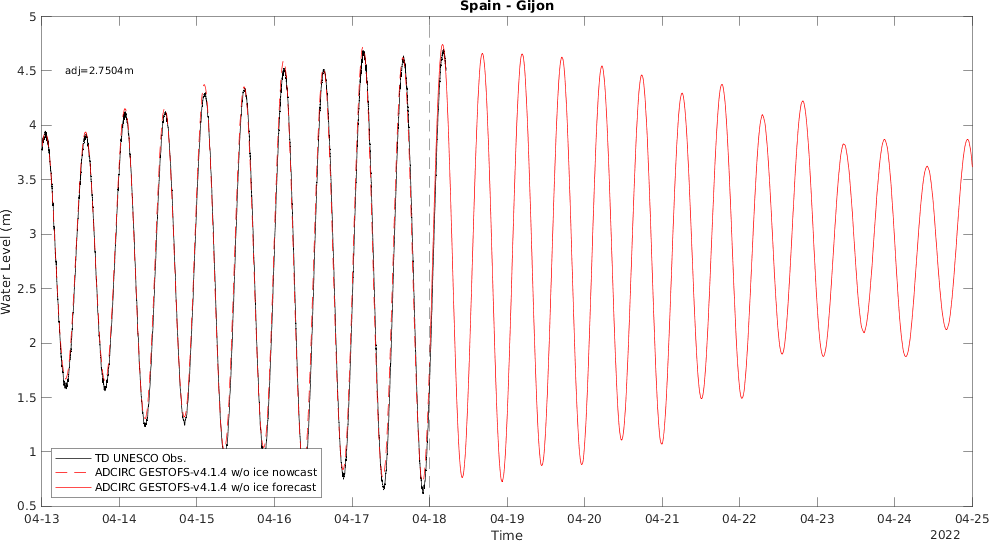 Spain - Gijon
5
4.5
4
3.5
3
2.5
2
1.5
1
0.5
Water Level (m)
adj=2.7504m
TD UNESCO Obs.
ADCIRC GESTOFS-v4.1.4 w/o ice nowcast
ADCIRC GESTOFS-v4.1.4 w/o ice forecast
04-13 04-14 04-15 04-16 04-17 04-18 04-19 04-20 04-21 04-22 04-23 04-24 04-25
Time
2022